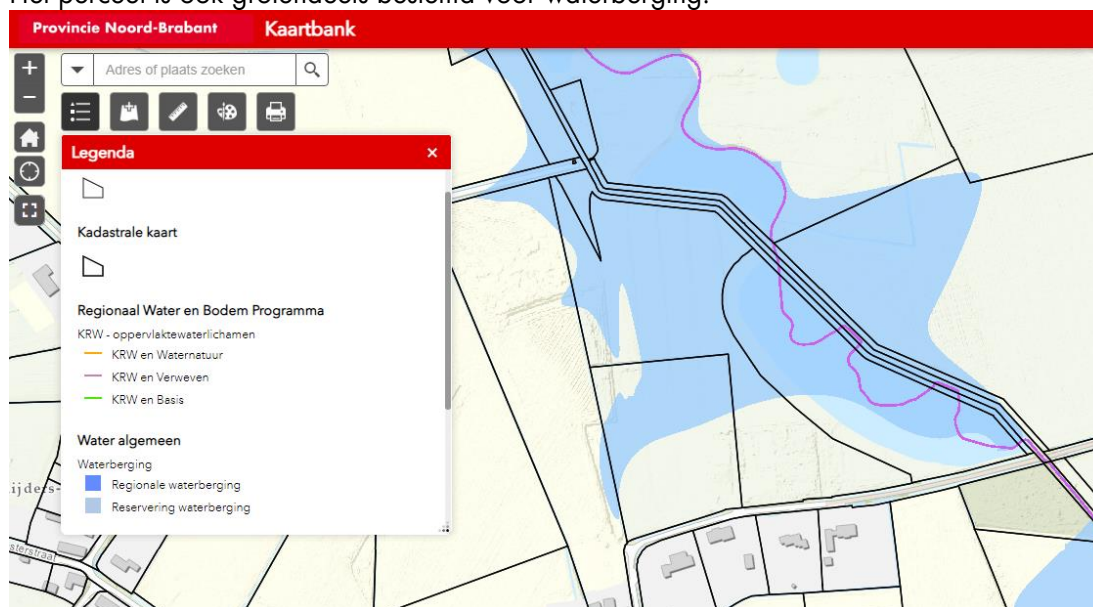 Het perceel is ook grotendeels bestemd voor waterberging.
Provincie Noord-Brabant Kaartbank
Adres of plaats zoeken
Legenda
Kadastrale kaart
Regionaal Water en Bodem Programma
KRW - oppervlaktewaterlichamen
KRW en Waternatuur
KRW en Verweven
KRW en Basis
Water algemeen
Waterberging
Regionale waterberging
Reservering waterberging